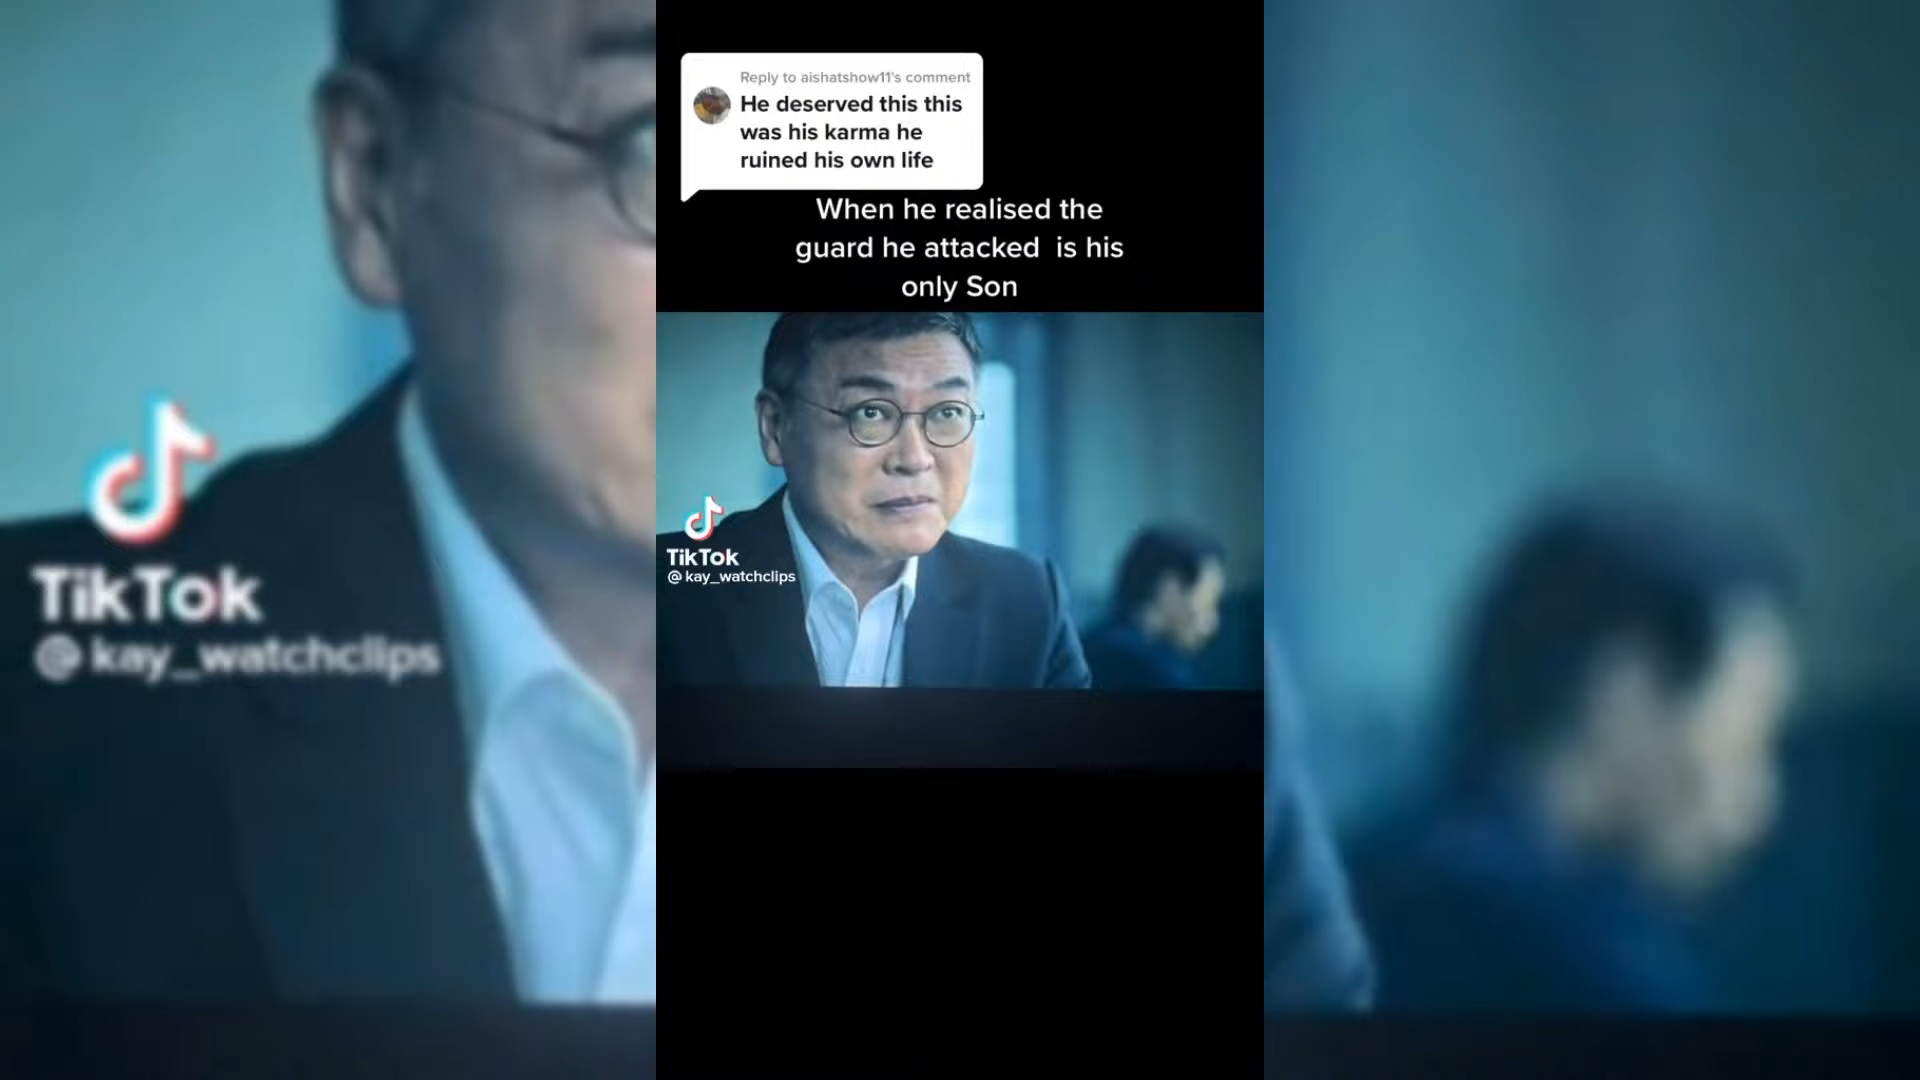 Reply to aishatshow11's comment
He deserved this this
was his karma he
ruined his own life
When he realised the
guard he attacked is his
only Son
TikTok
@kay_watchclips
TikTok
@kay_watchclips